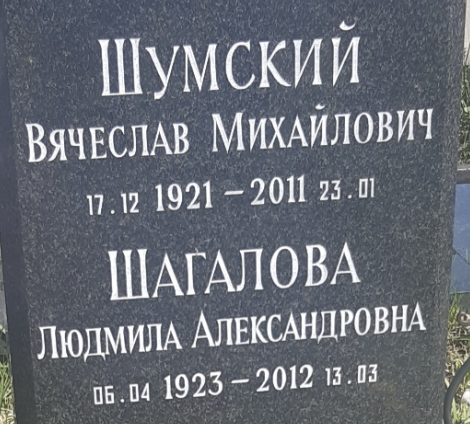 Шумский
Вячеслав Михайлович
17.12 1921 – 2011 23.01
Шагалова
Людмила Александровна
06.04 1923 – 2012 13.03